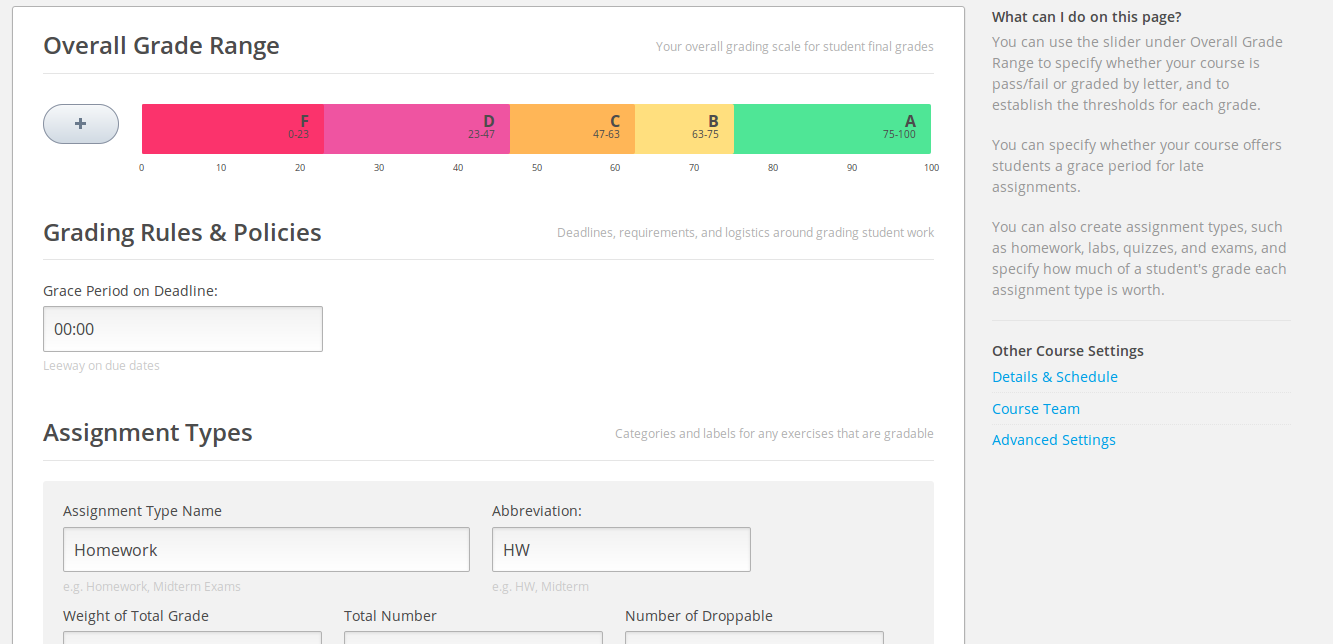 Overall Grade Range
Your overall grading scale for student final grades
+
F
0-23
D
23-47
C
47-63
B
63-75
A
75-100
0 10 20 30 40 50 60 70 80 90 100
Grading Rules & Policies
Deadlines, requirements, and logistics around grading student work
Grace Period on Deadline:
00:00
Leeway on due dates
Assignment Types
Categories and labels for any exercises that are gradable
Assignment Type Name
Homework
e.g. Homework, Midterm Exams
Abbreviation:
HW
e.g. HW, Midterm
Weight of Total Grade
Total Number
Number of Droppable
What can I do on this page?
You can use the slider under Overall Grade
Range to specify whether your course is
pass/fail or graded by letter, and to
establish the thresholds for each grade.
You can specify whether your course offers
students a grace period for late
assignments.
You can also create assignment types, such
as homework, labs, quizzes, and exams, and
specify how much of a student's grade each
assignment type is worth.
Other Course Settings
Details & Schedule
Course Team
Advanced Settings